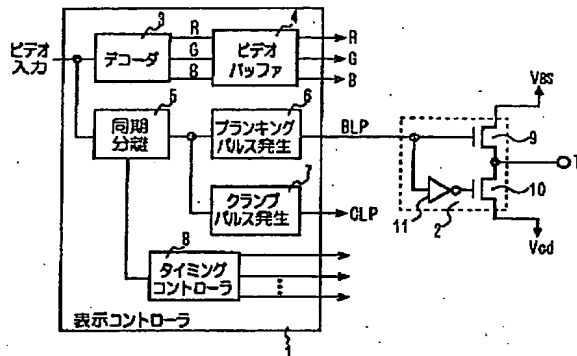 ビデオ
入力
3
デコーダ
R
G
B
4
ビデオ
バッファ
R
G
B
5
同期
分離
6
ブランキング
パルス発生
BLP
7
クランプ
パルス発生
CLP
8
タイミング
コントローラ
表示コントローラ
1
VBS
9
T
10
11
2
Vcd